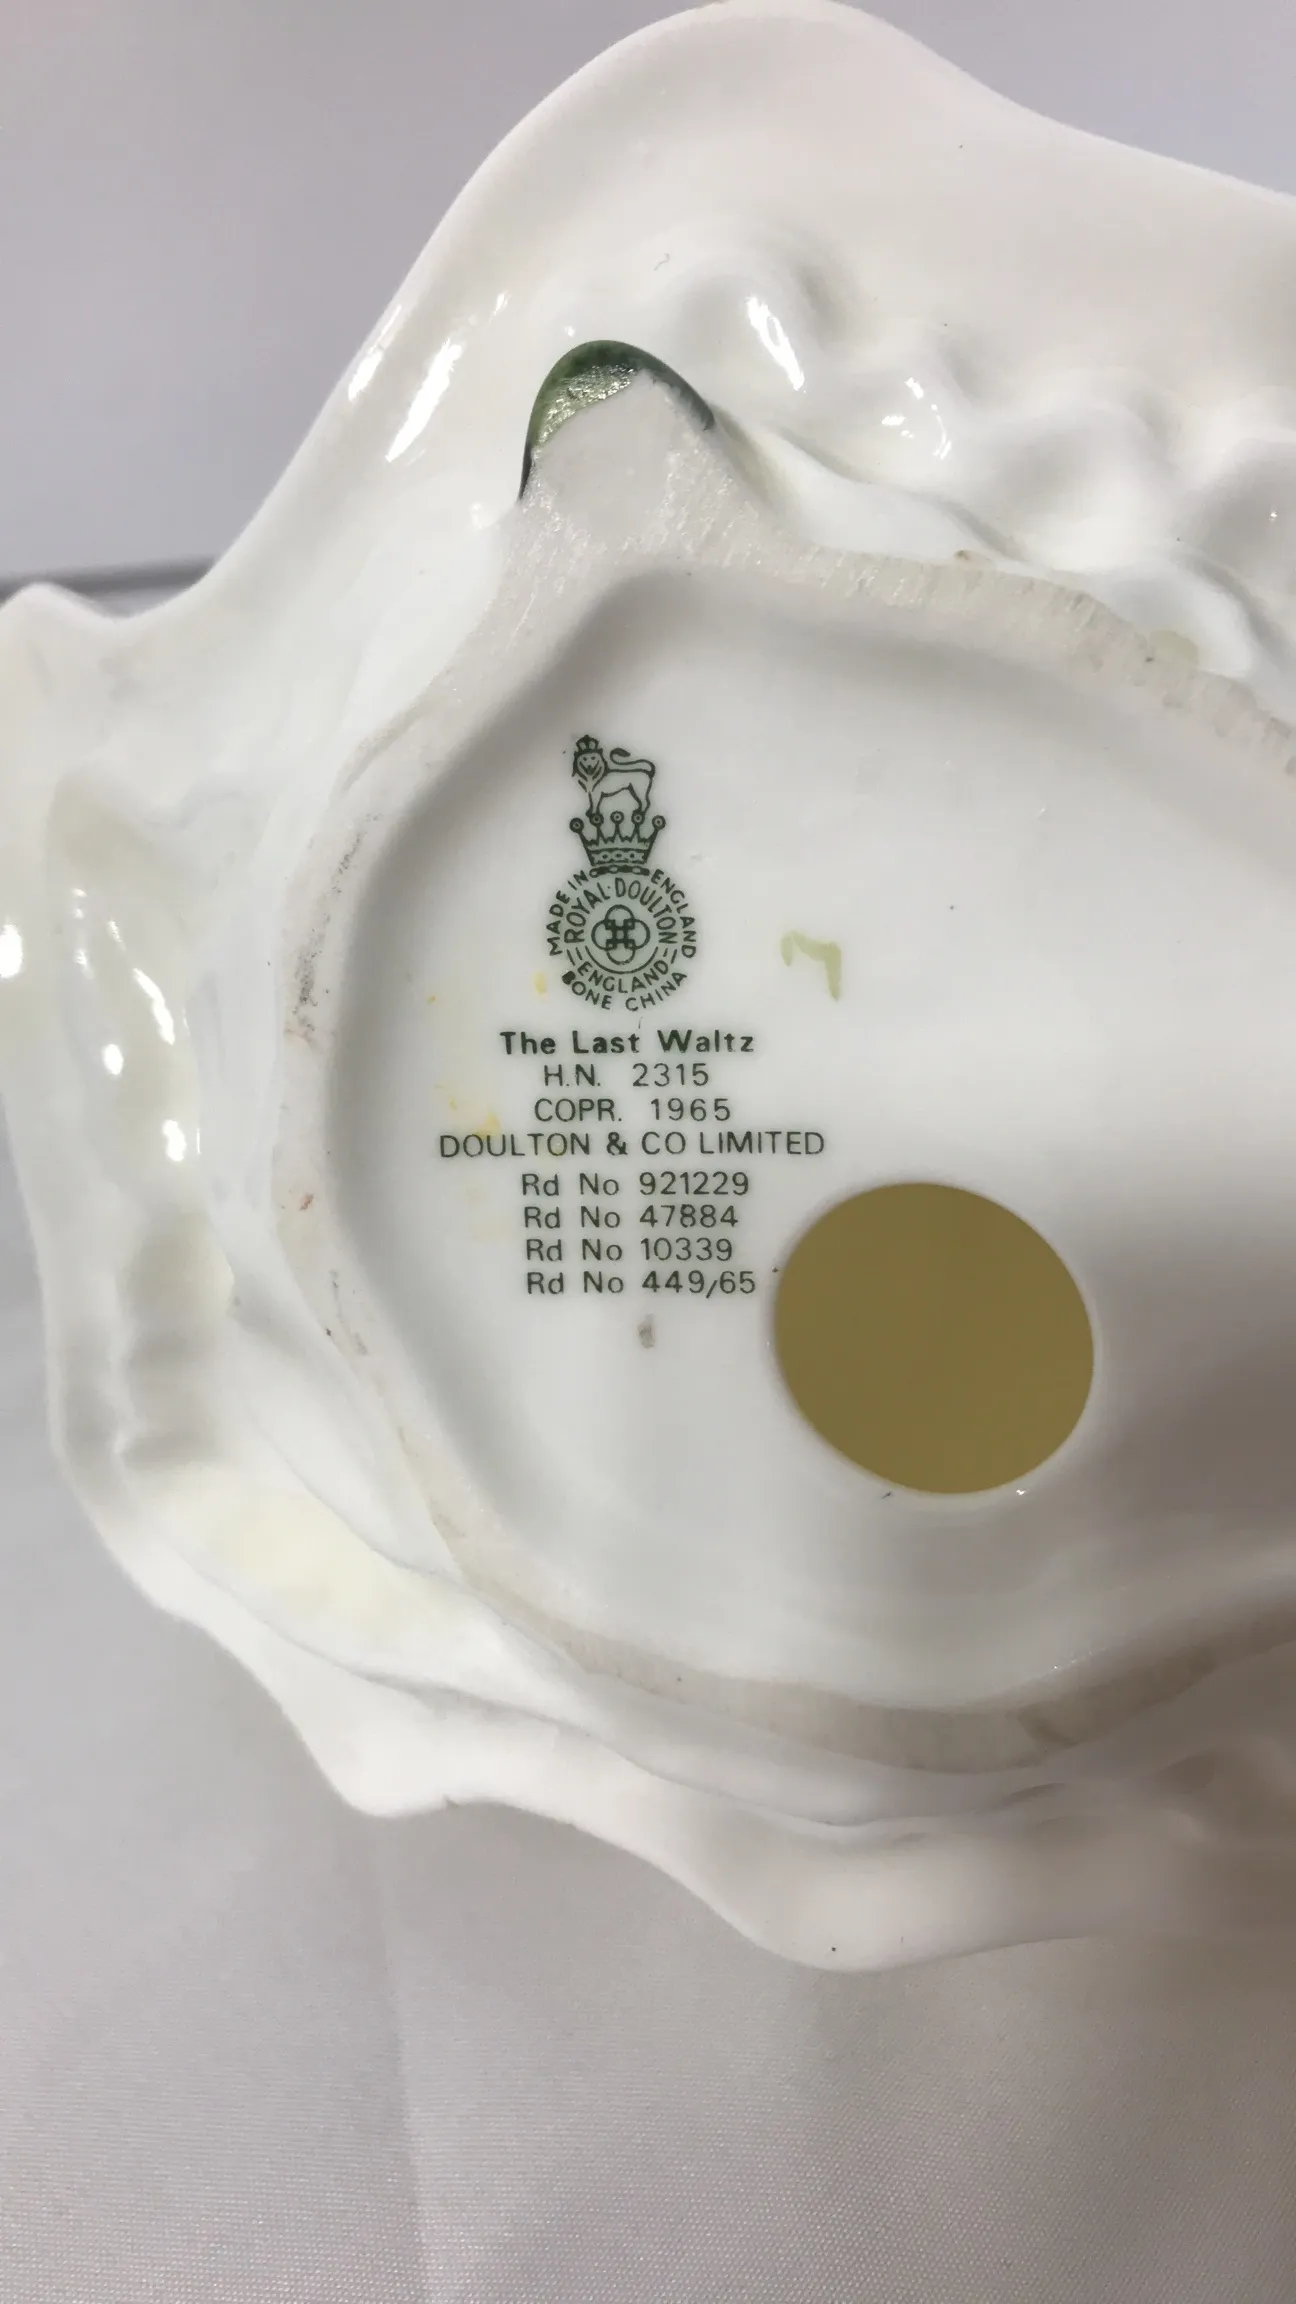 MADE IN ENGLAND
ROYAL·DOULTON
ENGLAND
BONE CHINA
The Last Waltz
H.N. 2315
COPR. 1965
DOULTON & CO LIMITED
Rd No 921229
Rd No 47884
Rd No 10339
Rd No 449/65